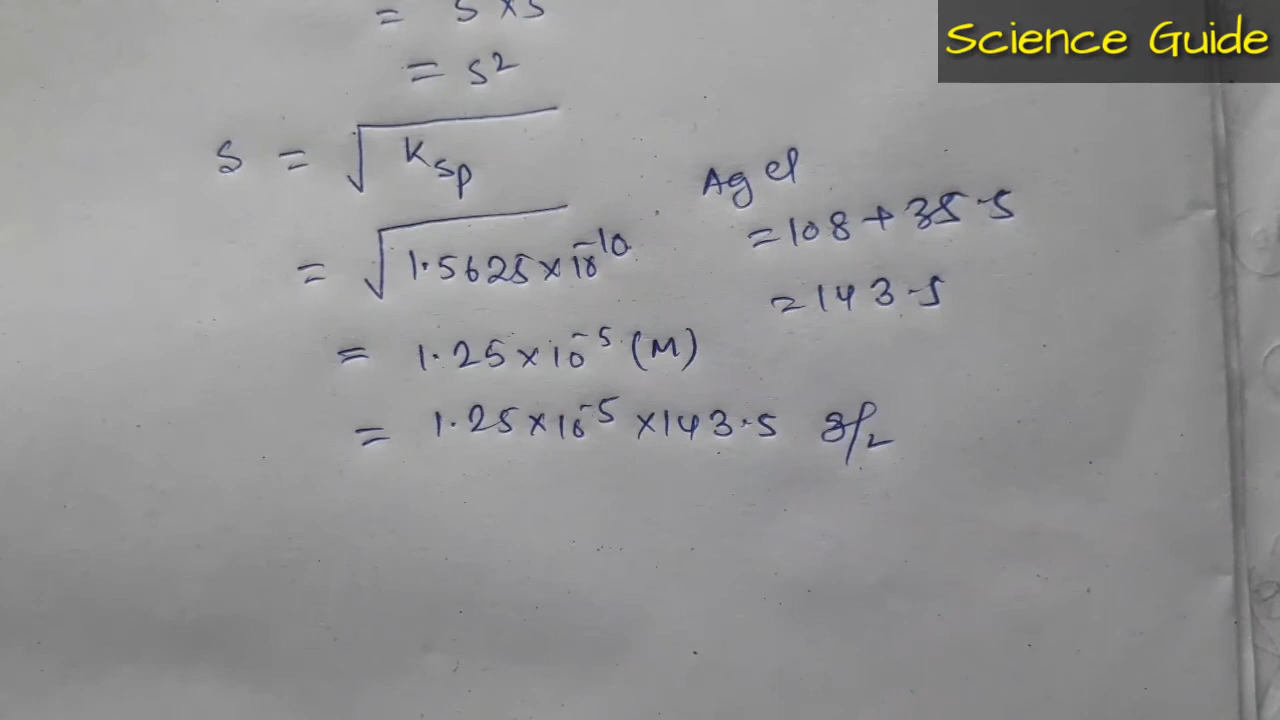 Science Guide
= s × s
= s²
s = √Ksp
= √1.5625×10⁻¹⁰
= 1.25×10⁻⁵ (M)
= 1.25×10⁻⁵ ×143.5 g/L
AgCl
=108+35.5
=143.5